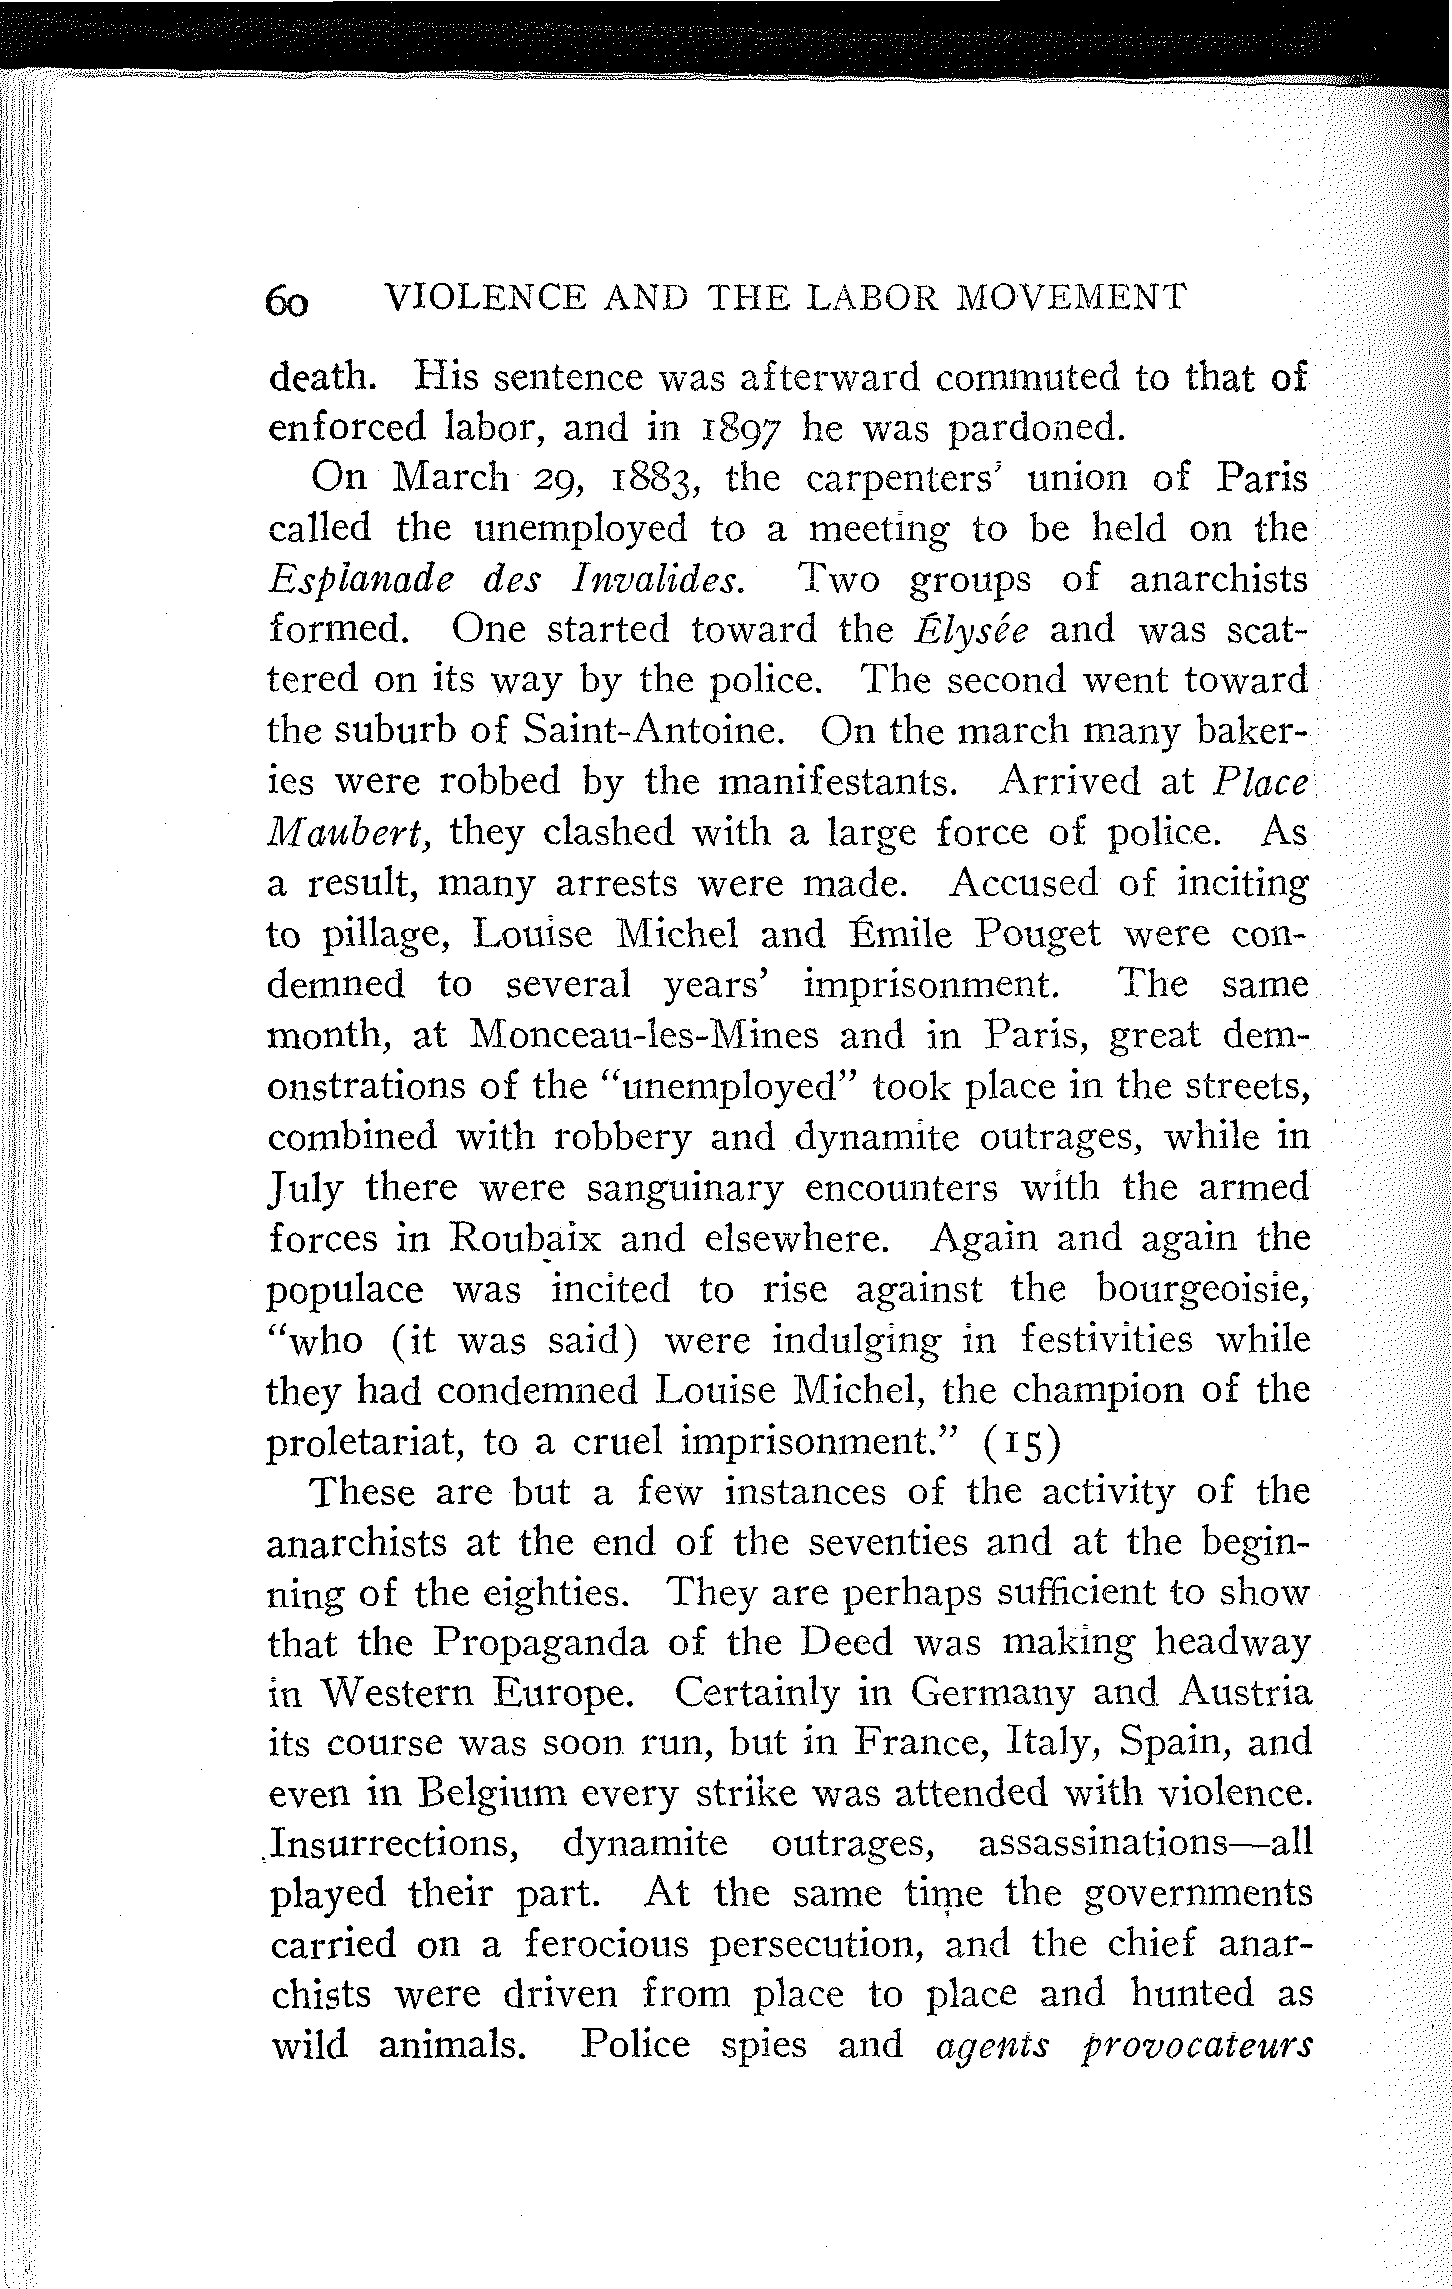 60 VIOLENCE AND THE LABOR MOVEMENT
death. His sentence was afterward commuted to that of
enforced labor, and in 1897 he was pardoned.
On March 29, 1883, the carpenters' union of Paris
called the unemployed to a meeting to be held on the
Esplanade des Invalides. Two groups of anarchists
formed. One started toward the Élysée and was scat-
tered on its way by the police. The second went toward
the suburb of Saint-Antoine. On the march many baker-
ies were robbed by the manifestants. Arrived at Place
Maubert, they clashed with a large force of police. As
a result, many arrests were made. Accused of inciting
to pillage, Louise Michel and Émile Pouget were con-
demned to several years' imprisonment. The same
month, at Monceau-les-Mines and in Paris, great dem-
onstrations of the "unemployed" took place in the streets,
combined with robbery and dynamite outrages, while in
July there were sanguinary encounters with the armed
forces in Roubaix and elsewhere. Again and again the
populace was incited to rise against the bourgeoisie,
"who (it was said) were indulging in festivities while
they had condemned Louise Michel, the champion of the
proletariat, to a cruel imprisonment." (15)
These are but a few instances of the activity of the
anarchists at the end of the seventies and at the begin-
ning of the eighties. They are perhaps sufficient to show
that the Propaganda of the Deed was making headway
in Western Europe. Certainly in Germany and Austria
its course was soon run, but in France, Italy, Spain, and
even in Belgium every strike was attended with violence.
Insurrections, dynamite outrages, assassinations—all
played their part. At the same time the governments
carried on a ferocious persecution, and the chief anar-
chists were driven from place to place and hunted as
wild animals. Police spies and agents provocateurs